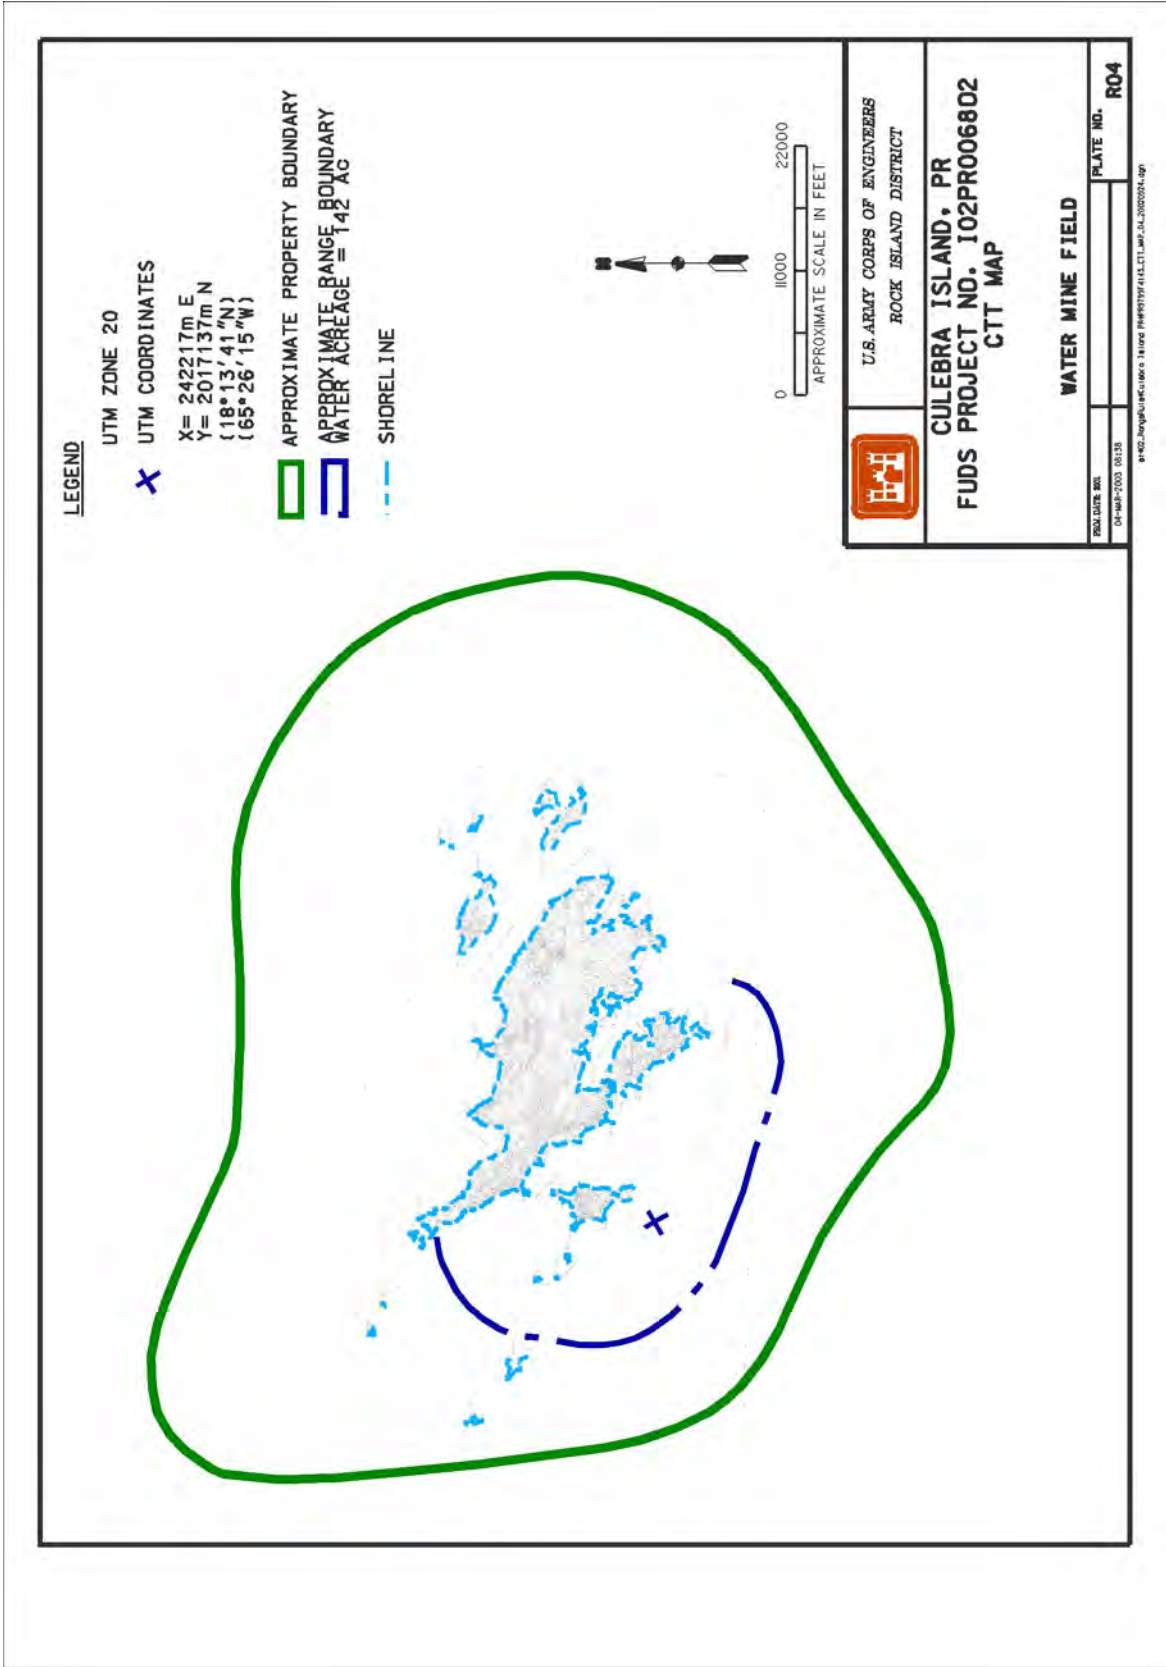 LEGEND
UTM ZONE 20
UTM COORDINATES
X= 242217m E
Y= 2017137m N
(18°13'41"N)
(65°26'15"W)
APPROXIMATE PROPERTY BOUNDARY
APPROXIMATE RANGE BOUNDARY
WATER ACREAGE = 142 AC
SHORELINE
0 11000 22000
APPROXIMATE SCALE IN FEET
U.S. ARMY CORPS OF ENGINEERS
ROCK ISLAND DISTRICT
CULEBRA ISLAND, PR
FUDS PROJECT NO. I02PR006802
CTT MAP
WATER MINE FIELD
PLATE NO.
R04
04-MAR-2003 08:38